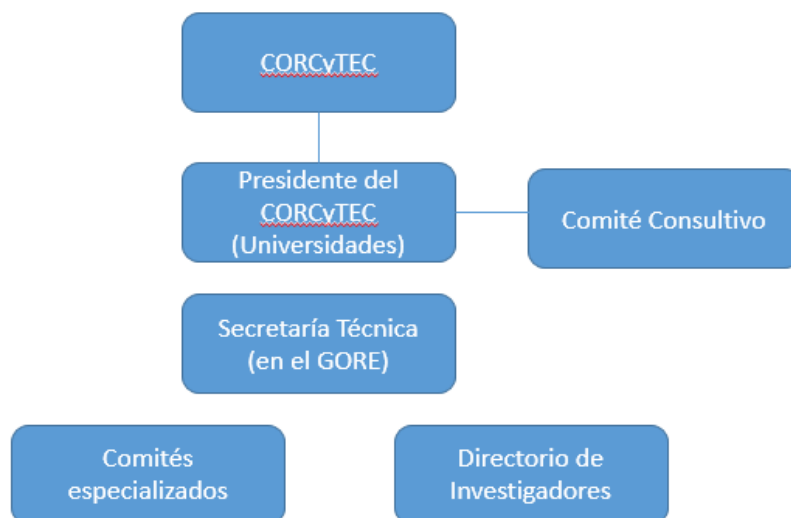 CORCyTEC
Presidente del
CORCyTEC
(Universidades)
Comité Consultivo
Secretaría Técnica
(en el GORE)
Comités
especializados
Directorio de
Investigadores